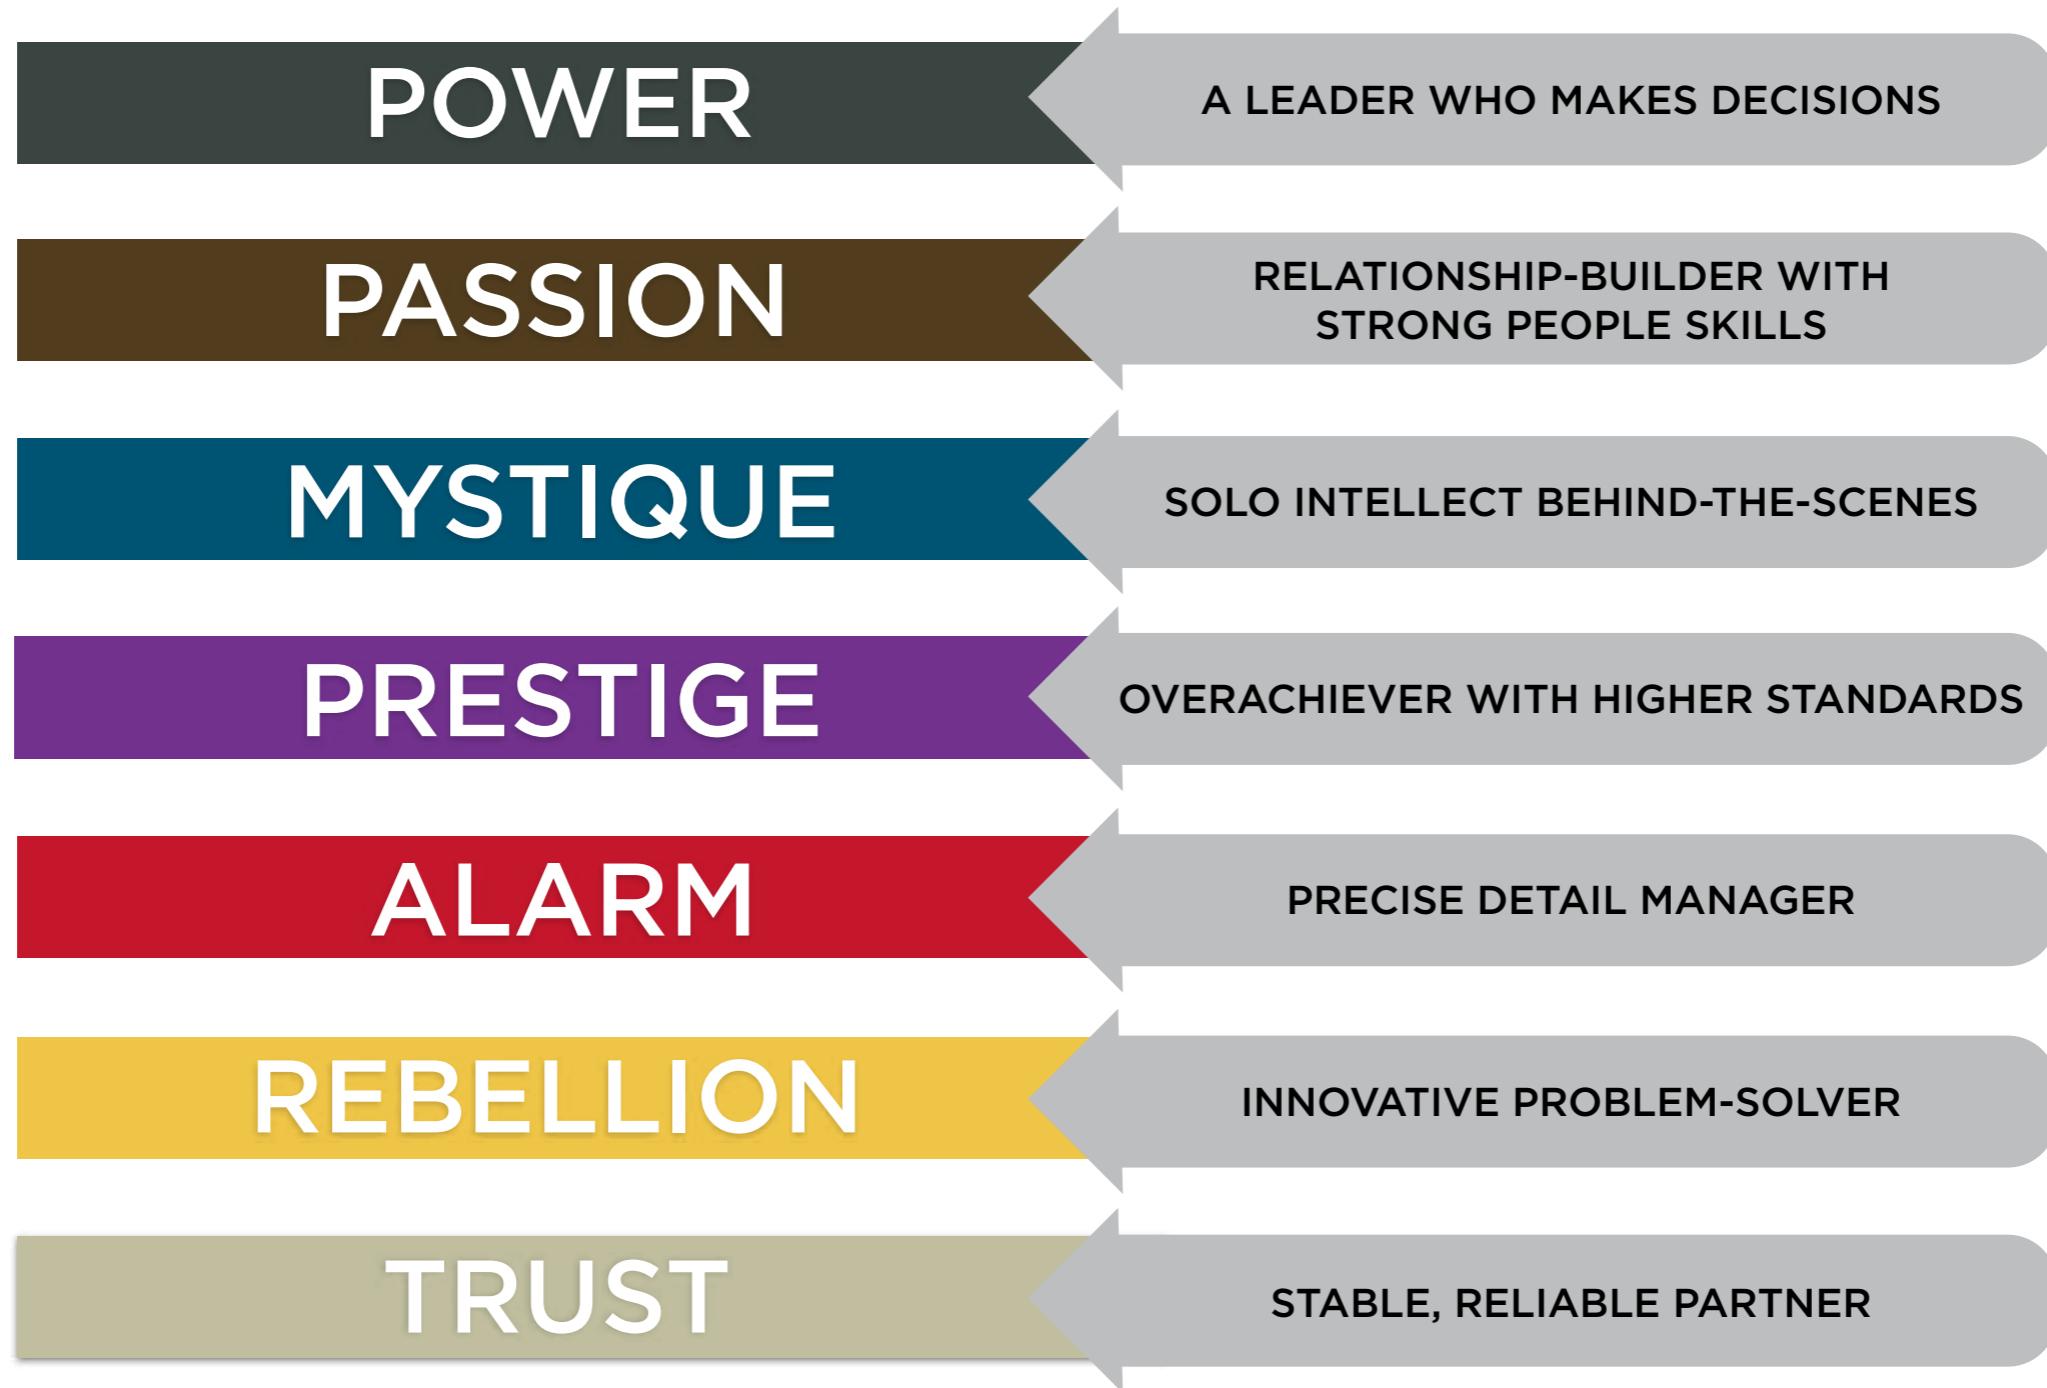 POWER
A LEADER WHO MAKES DECISIONS
PASSION
RELATIONSHIP-BUILDER WITH
STRONG PEOPLE SKILLS
MYSTIQUE
SOLO INTELLECT BEHIND-THE-SCENES
PRESTIGE
OVERACHIEVER WITH HIGHER STANDARDS
ALARM
PRECISE DETAIL MANAGER
REBELLION
INNOVATIVE PROBLEM-SOLVER
TRUST
STABLE, RELIABLE PARTNER